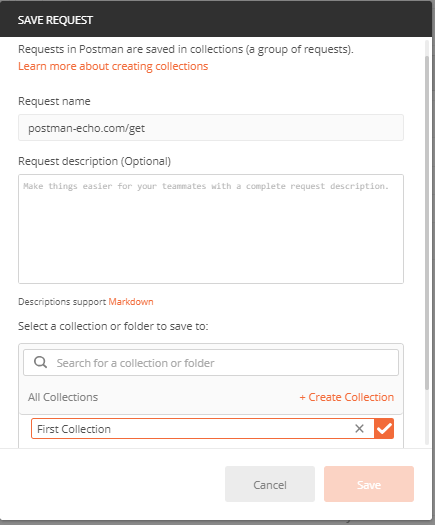 SAVE REQUEST
Requests in Postman are saved in collections (a group of requests).
Learn more about creating collections
Request name
postman-echo.com/get
Request description (Optional)
Make things easier for your teammates with a complete request description.
Descriptions support Markdown
Select a collection or folder to save to:
Search for a collection or folder
All Collections
+ Create Collection
First Collection
Cancel
Save